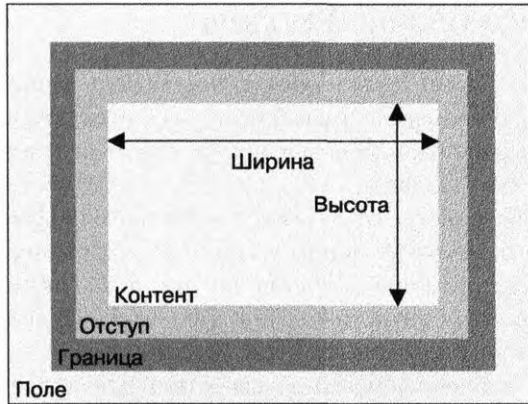 Ширина
Высота
Контент
Отступ
Граница
Поле